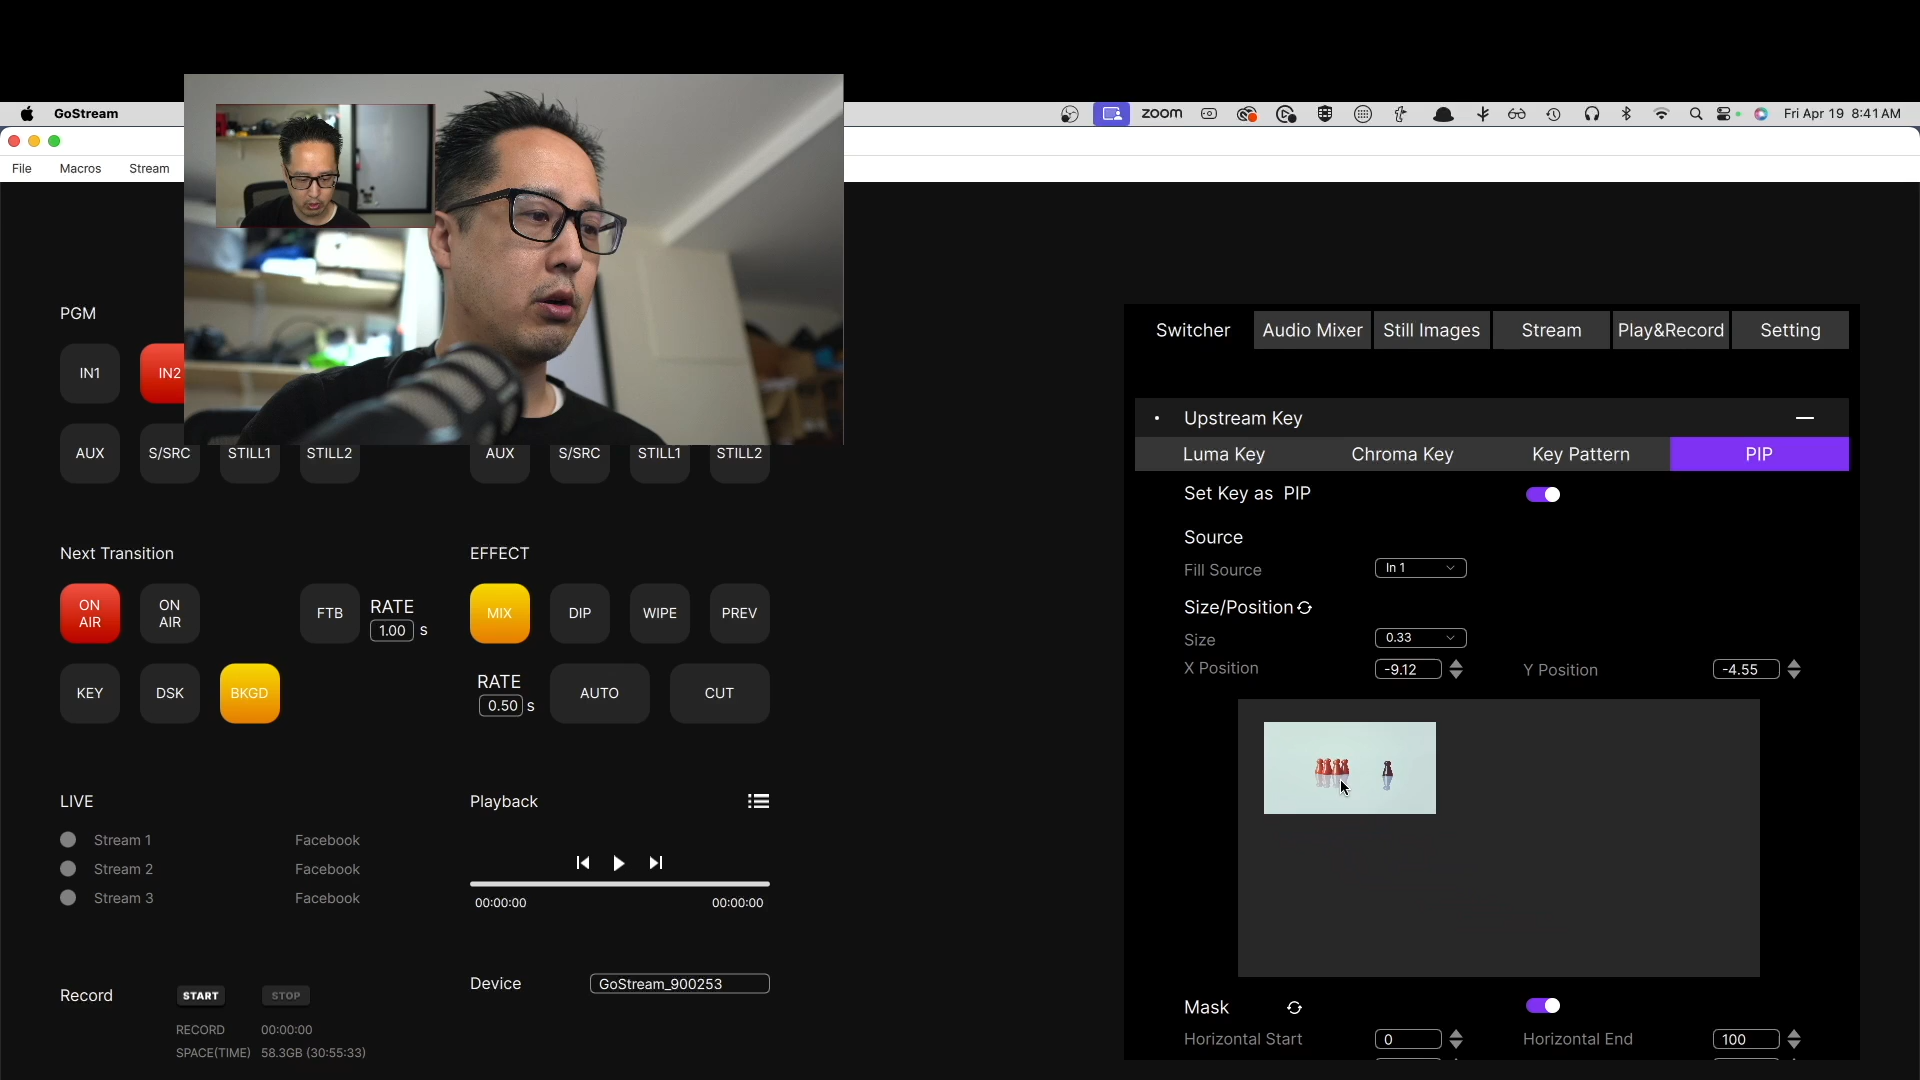 GoStream
zoom
Fri Apr 19 8:41 AM
File Macros Stream
PGM
IN1 IN2
AUX S/SRC STILL1 STILL2
AUX S/SRC STILL1 STILL2
Next Transition
ON AIR
ON AIR
FTB
RATE
1.00 s
KEY DSK BKGD
EFFECT
MIX DIP WIPE PREV
RATE
0.50 s
AUTO CUT
LIVE
Stream 1 Facebook
Stream 2 Facebook
Stream 3 Facebook
Playback
00:00:00 00:00:00
Record START STOP
RECORD 00:00:00
SPACE(TIME) 58.3GB (30:55:33)
Device GoStream_900253
Switcher Audio Mixer Still Images Stream Play&Record Setting
Upstream Key
Luma Key Chroma Key Key Pattern PIP
Set Key as PIP
Source
Fill Source In 1
Size/Position
Size 0.33
X Position -9.12 Y Position -4.55
Mask
Horizontal Start 0 Horizontal End 100